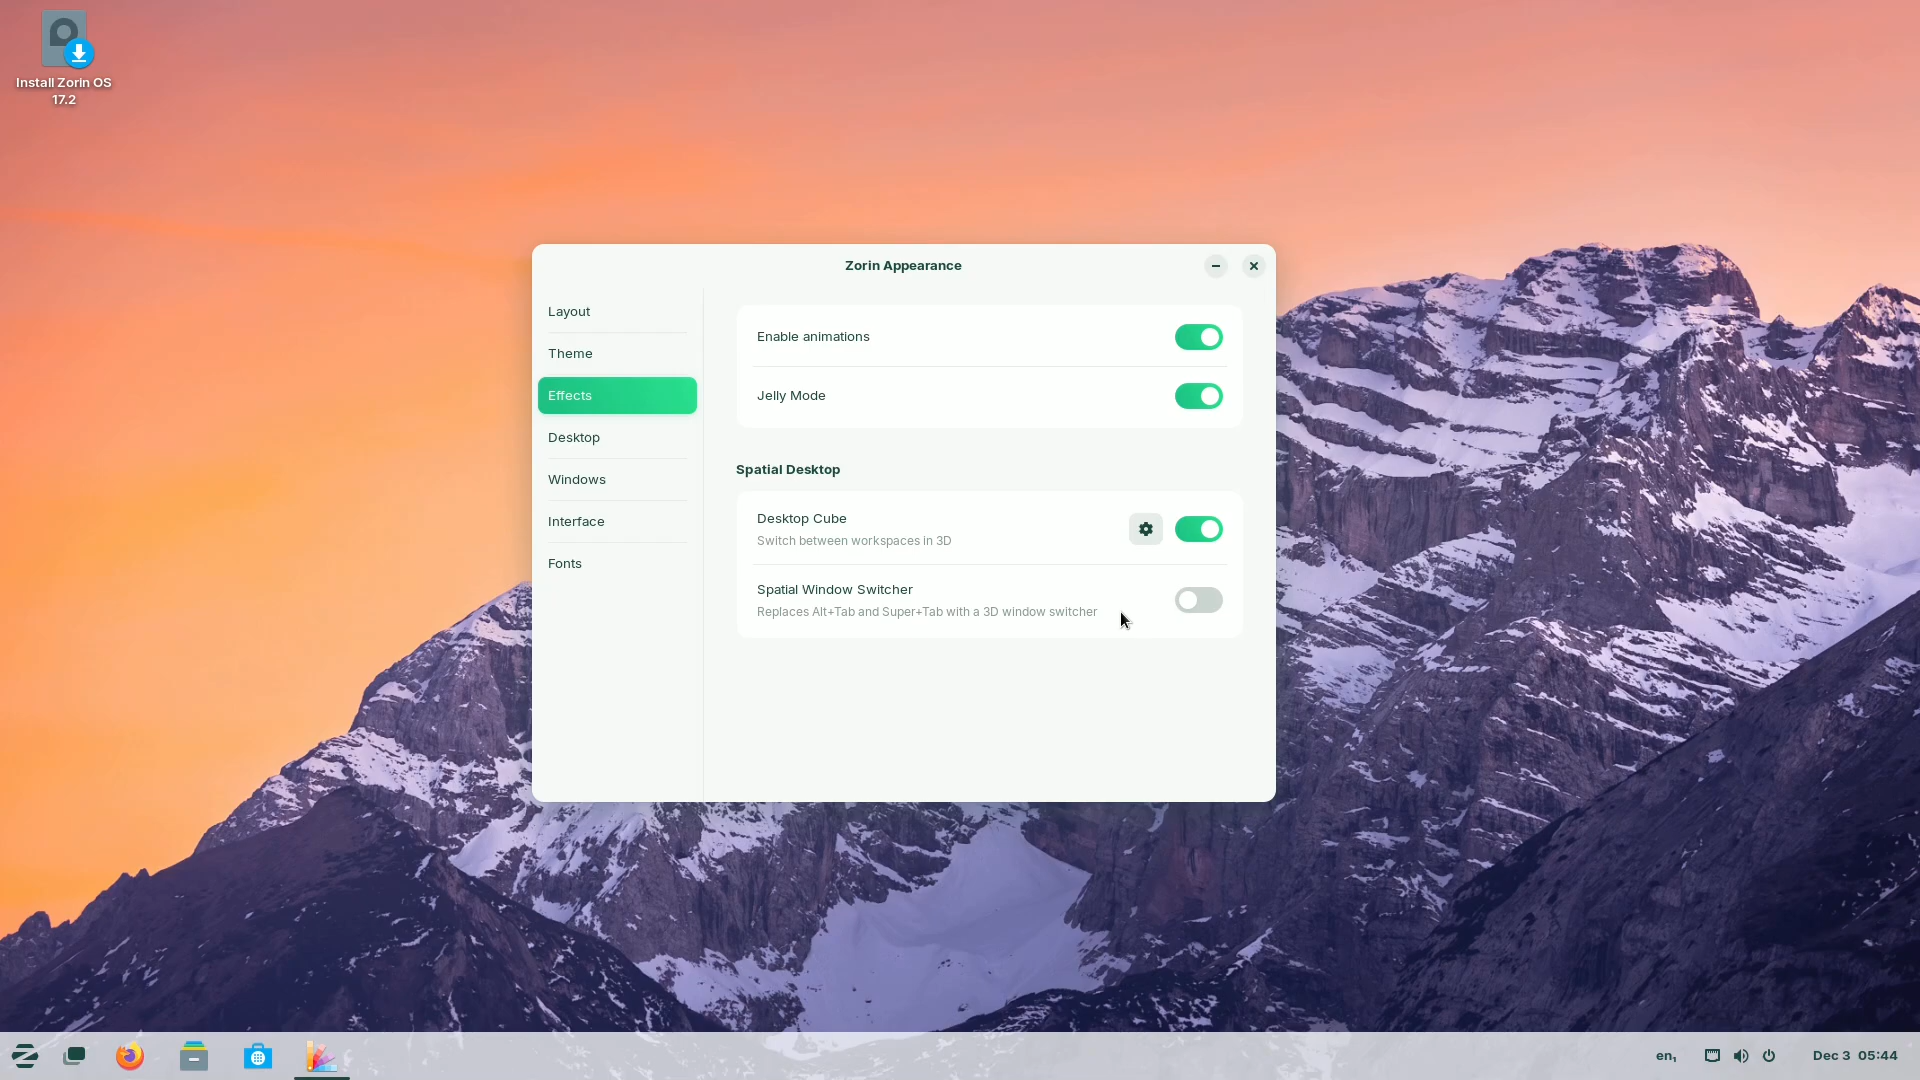 Install Zorin OS
17.2
Zorin Appearance
Layout
Theme
Effects
Desktop
Windows
Interface
Fonts
Enable animations
Jelly Mode
Spatial Desktop
Desktop Cube
Switch between workspaces in 3D
Spatial Window Switcher
Replaces Alt+Tab and Super+Tab with a 3D window switcher
en₁
Dec 3 05:44